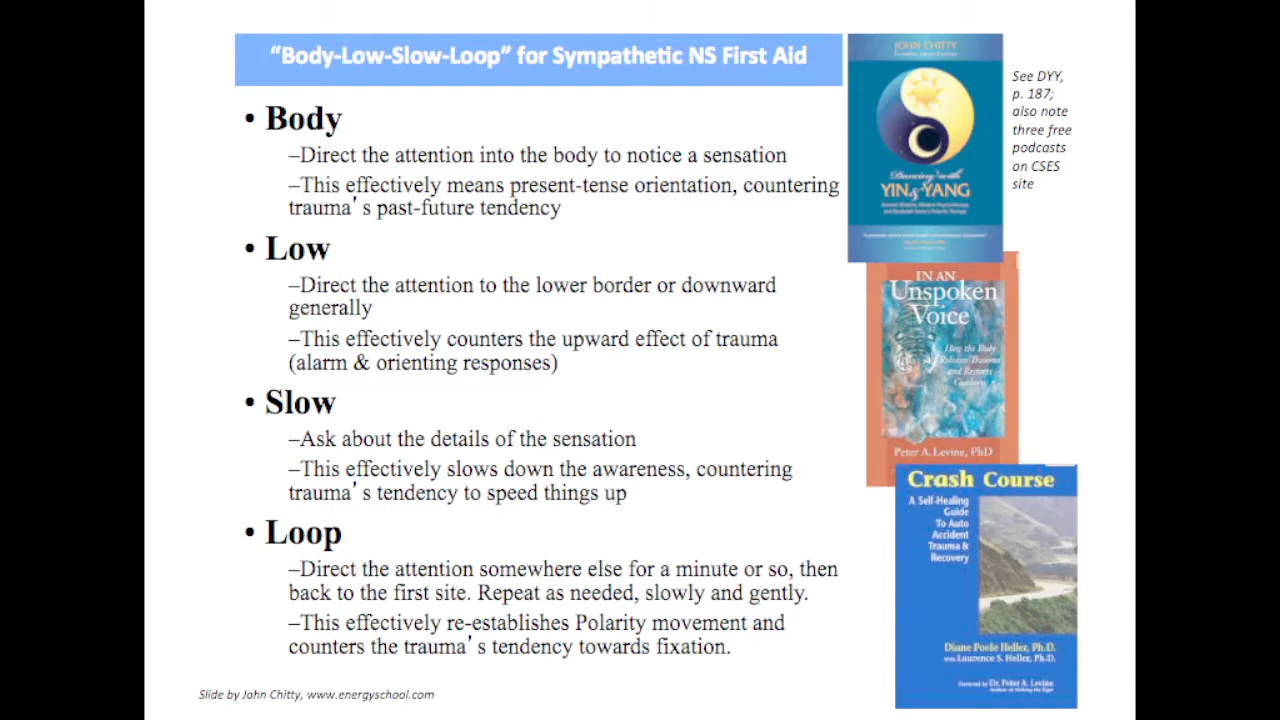 “Body-Low-Slow-Loop” for Sympathetic NS First Aid
• Body
–Direct the attention into the body to notice a sensation
–This effectively means present-tense orientation, countering
trauma’s past-future tendency
• Low
–Direct the attention to the lower border or downward
generally
–This effectively counters the upward effect of trauma
(alarm & orienting responses)
• Slow
–Ask about the details of the sensation
–This effectively slows down the awareness, countering
trauma’s tendency to speed things up
• Loop
–Direct the attention somewhere else for a minute or so, then
back to the first site. Repeat as needed, slowly and gently.
–This effectively re-establishes Polarity movement and
counters the trauma’s tendency towards fixation.
Slide by John Chitty, www.energyschool.com
JOHN CHITTY
Dancing with
YIN & YANG
See DYY,
p. 187;
also note
three free
podcasts
on CSES
site
IN AN
Unspoken
Voice
How the Body
Releases Trauma
and Restores
Goodness
Peter A. Levine, PhD
Crash Course
A Self-Healing
Guide
To Auto
Accident
Trauma &
Recovery
Diane Poole Heller, Ph.D.
with Laurence S. Heller, Ph.D.
Foreword by Dr. Peter A. Levine